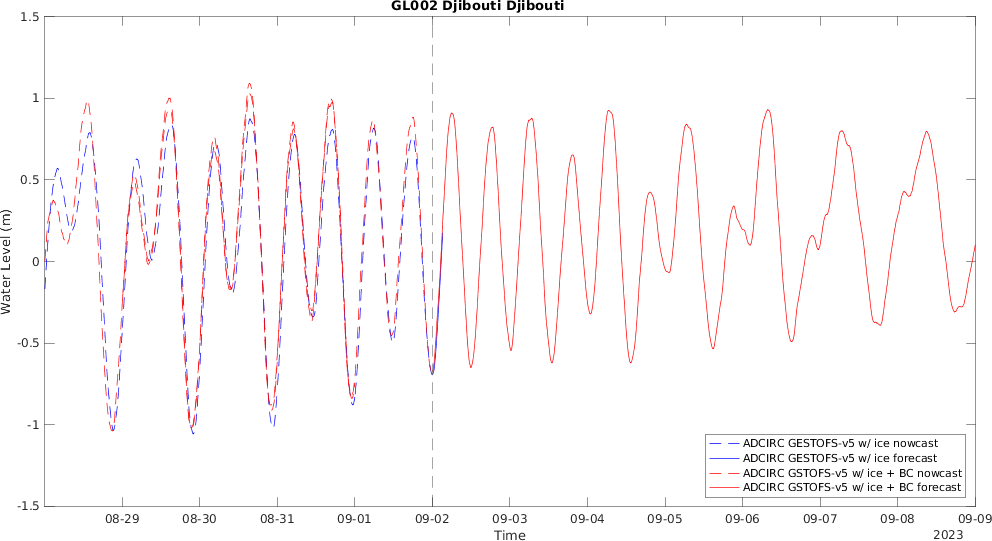 GL002 Djibouti Djibouti
1.5
1
0.5
0
-0.5
-1
-1.5
Water Level (m)
08-29 08-30 08-31 09-01 09-02 09-03 09-04 09-05 09-06 09-07 09-08 09-09
Time
2023
ADCIRC GESTOFS-v5 w/ ice nowcast
ADCIRC GESTOFS-v5 w/ ice forecast
ADCIRC GSTOFS-v5 w/ ice + BC nowcast
ADCIRC GSTOFS-v5 w/ ice + BC forecast